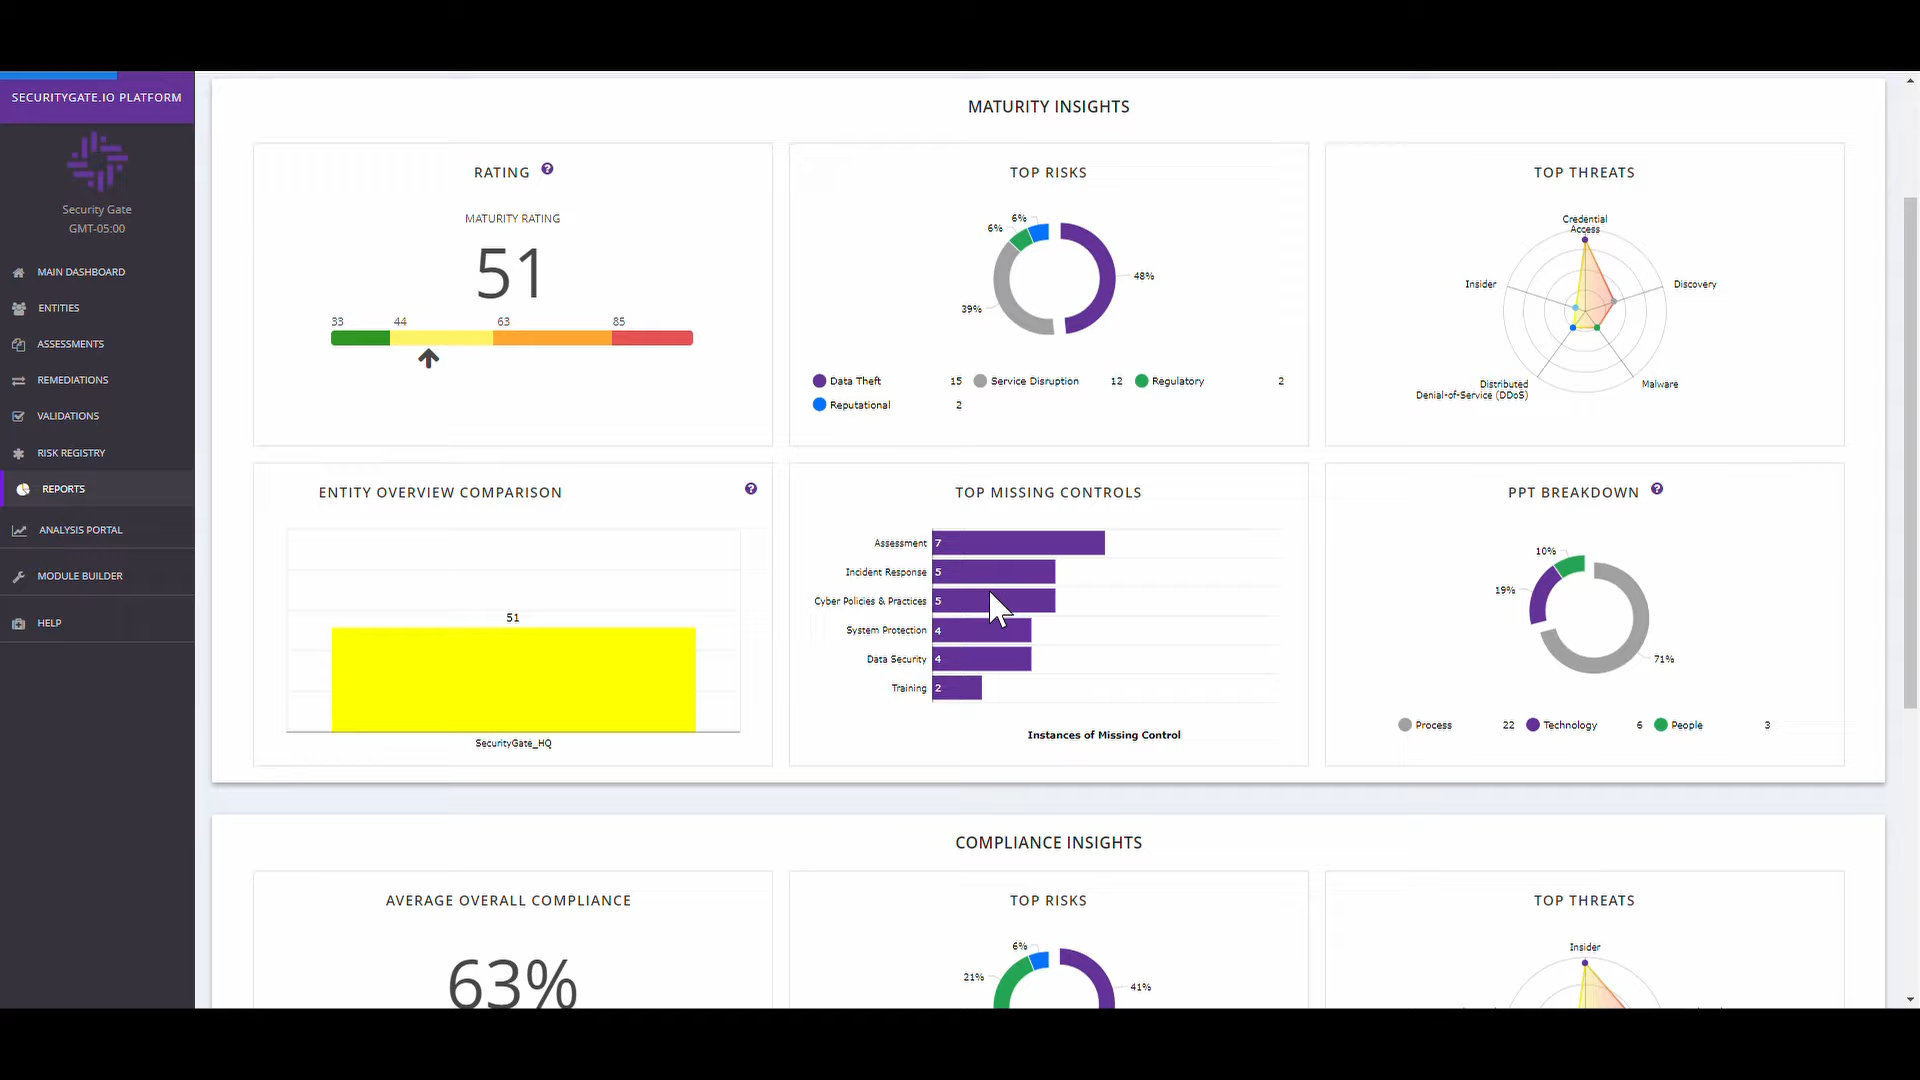 SECURITYGATE.IO PLATFORM
Security Gate
GMT-05:00
MAIN DASHBOARD
ENTITIES
ASSESSMENTS
REMEDIATIONS
VALIDATIONS
RISK REGISTRY
REPORTS
ANALYSIS PORTAL
MODULE BUILDER
HELP
MATURITY INSIGHTS
RATING ?
MATURITY RATING
51
33 44 63 85
TOP RISKS
6%
6%
48%
39%
Data Theft 15 Service Disruption 12 Regulatory 2
Reputational 2
TOP THREATS
Credential
Access
Insider
Discovery
Distributed
Denial-of-Service (DDoS)
Malware
ENTITY OVERVIEW COMPARISON ?
51
SecurityGate_HQ
TOP MISSING CONTROLS
Assessment 7
Incident Response 5
Cyber Policies & Practices 5
System Protection 4
Data Security 4
Training 2
Instances of Missing Control
PPT BREAKDOWN ?
10%
19%
71%
Process 22 Technology 6 People 3
COMPLIANCE INSIGHTS
AVERAGE OVERALL COMPLIANCE
63%
TOP RISKS
6%
21%
41%
TOP THREATS
Insider